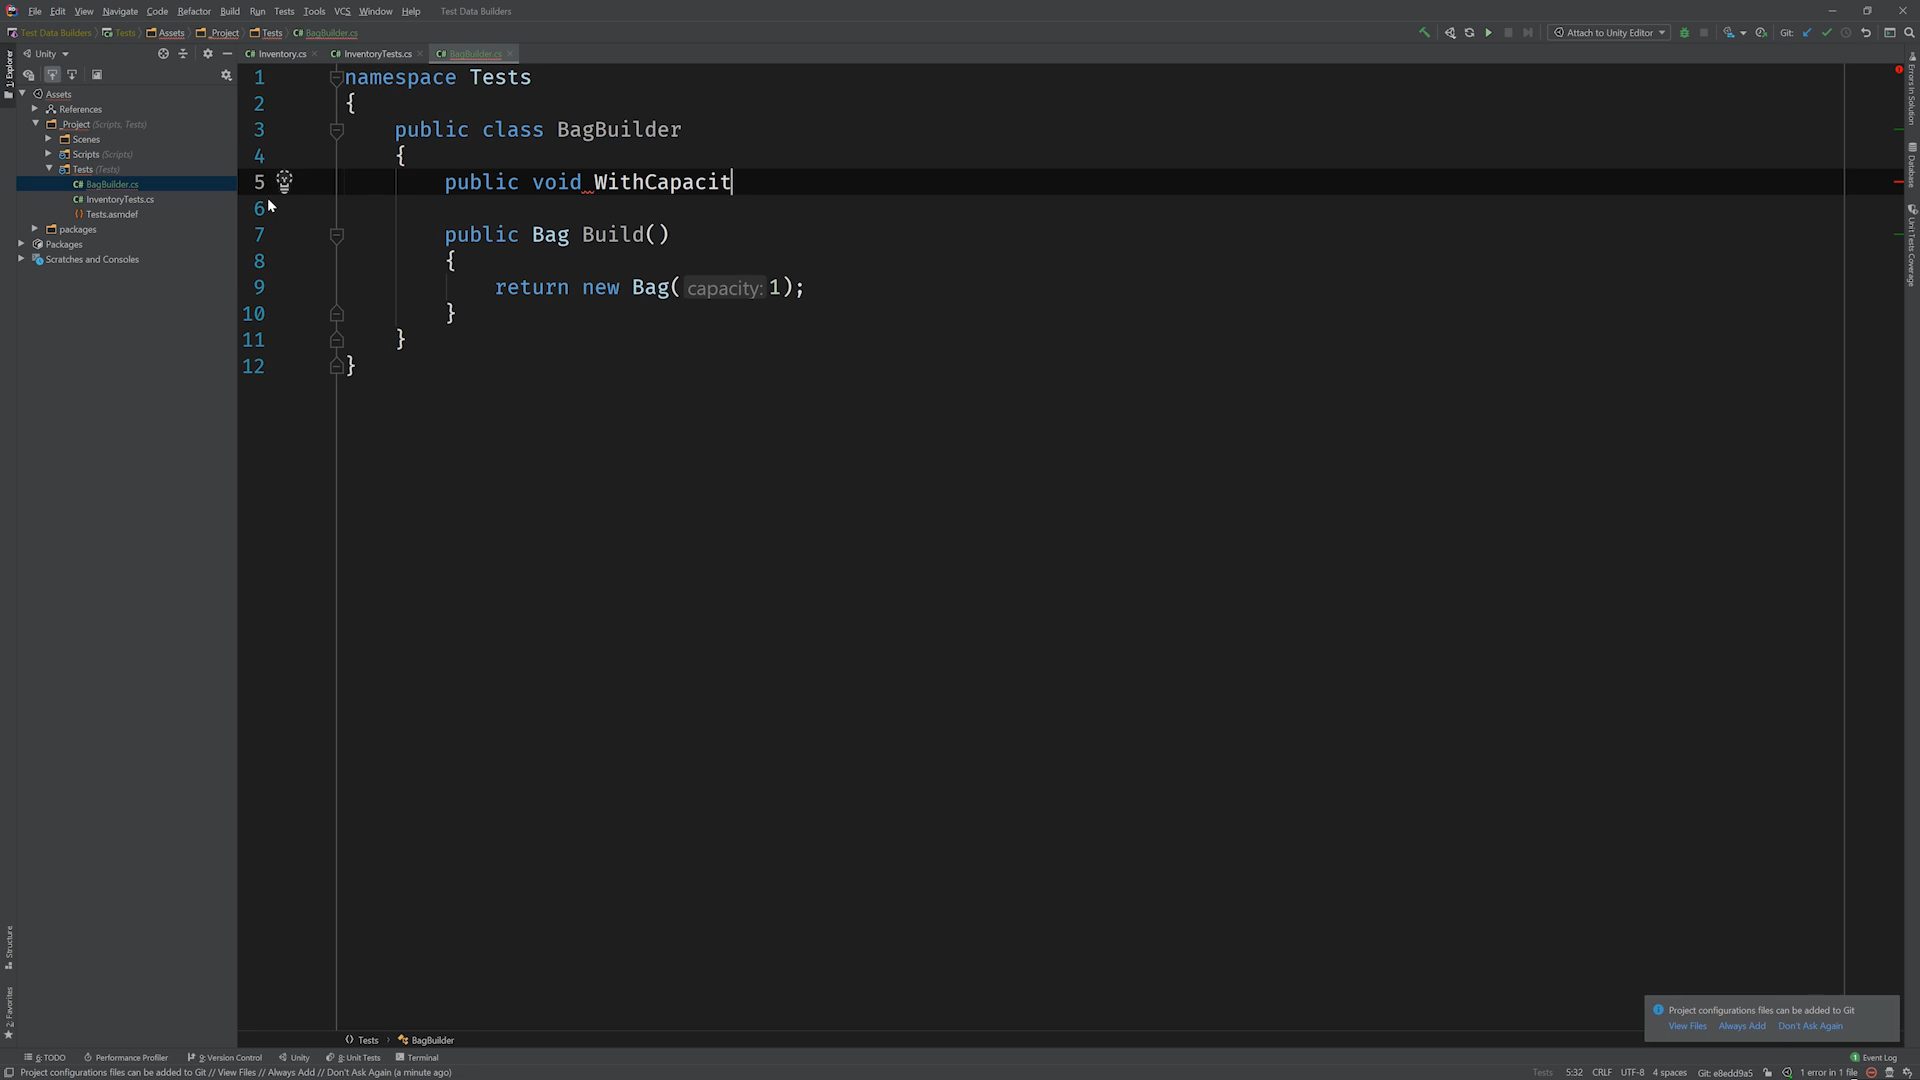 File Edit View Navigate Code Refactor Build Run Tests Tools VCS Window Help Test Data Builders
Test Data Builders Tests Assets _Project Tests BagBuilder.cs
Attach to Unity Editor Git:
Unity
Inventory.cs InventoryTests.cs BagBuilder.cs
Assets
References
_Project (Scripts, Tests)
Scenes
Scripts (Scripts)
Tests (Tests)
BagBuilder.cs
InventoryTests.cs
Tests.asmdef
packages
Packages
Scratches and Consoles
1: Explorer
Structure
2: Favorites
1 namespace Tests
2 {
3 public class BagBuilder
4 {
5 public void WithCapacit
6
7 public Bag Build()
8 {
9 return new Bag( capacity: 1);
10 }
11 }
12 }
Errors In Solution
Database
Unit Tests Coverage
Project configurations files can be added to Git
View Files Always Add Don't Ask Again
Tests BagBuilder
6: TODO Performance Profiler 9: Version Control Unity 8: Unit Tests Terminal 1 Event Log
Project configurations files can be added to Git // View Files // Always Add // Don't Ask Again (a minute ago) Tests 5:32 CRLF UTF-8 4 spaces Git: e8edd9a5 1 error in 1 file